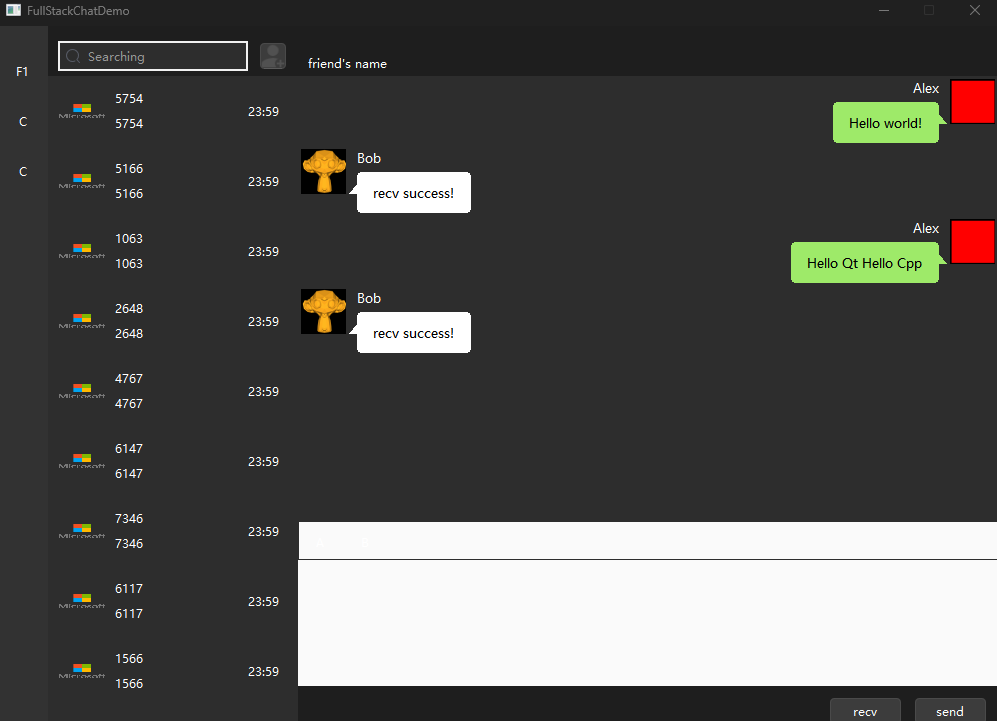 FullStackChatDemo
F1
C
C
Searching
friend's name
5754
5754
23:59
Microsoft
5166
5166
23:59
Microsoft
1063
1063
23:59
Microsoft
2648
2648
23:59
Microsoft
4767
4767
23:59
Microsoft
6147
6147
23:59
Microsoft
7346
7346
23:59
Microsoft
6117
6117
23:59
Microsoft
1566
1566
23:59
Microsoft
Alex
Hello world!
Bob
recv success!
Alex
Hello Qt Hello Cpp
Bob
recv success!
recv
send